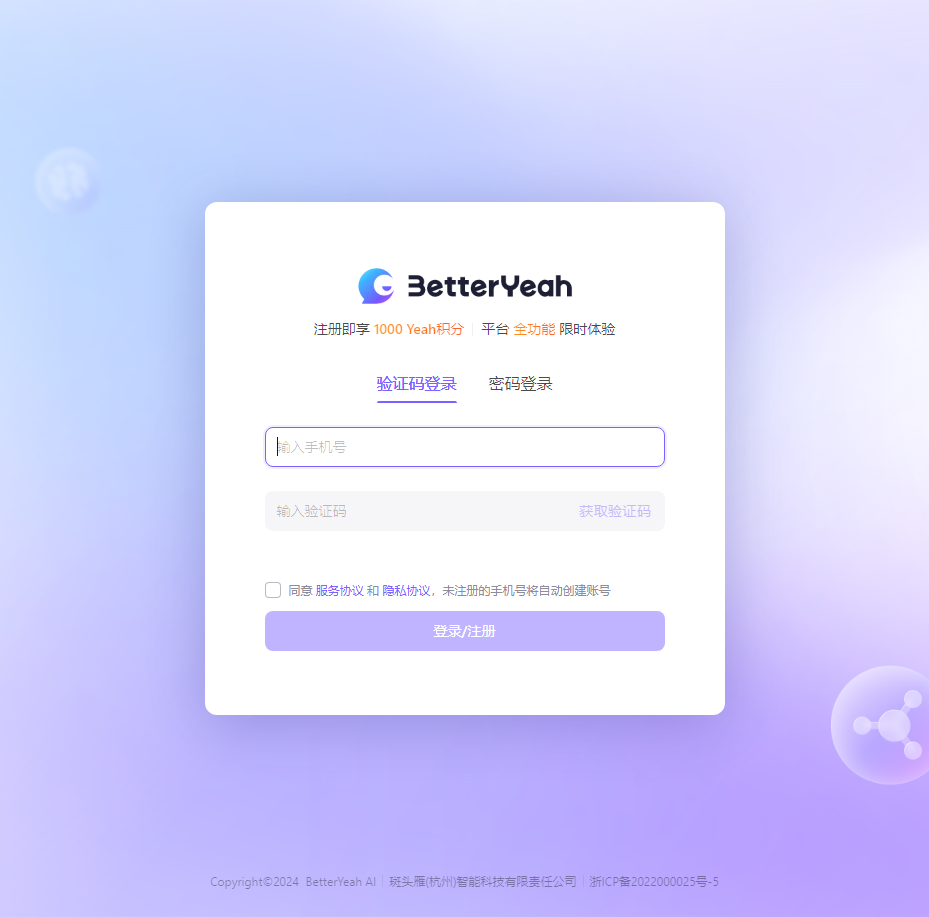 BetterYeah
注册即享 1000 Yeah积分 | 平台 全功能 限时体验
验证码登录 密码登录
输入手机号
输入验证码 获取验证码
同意 服务协议 和 隐私协议，未注册的手机号将自动创建账号
登录/注册
Copyright©2024 BetterYeah AI | 斑头雁(杭州)智能科技有限责任公司 | 浙ICP备2022000025号-5